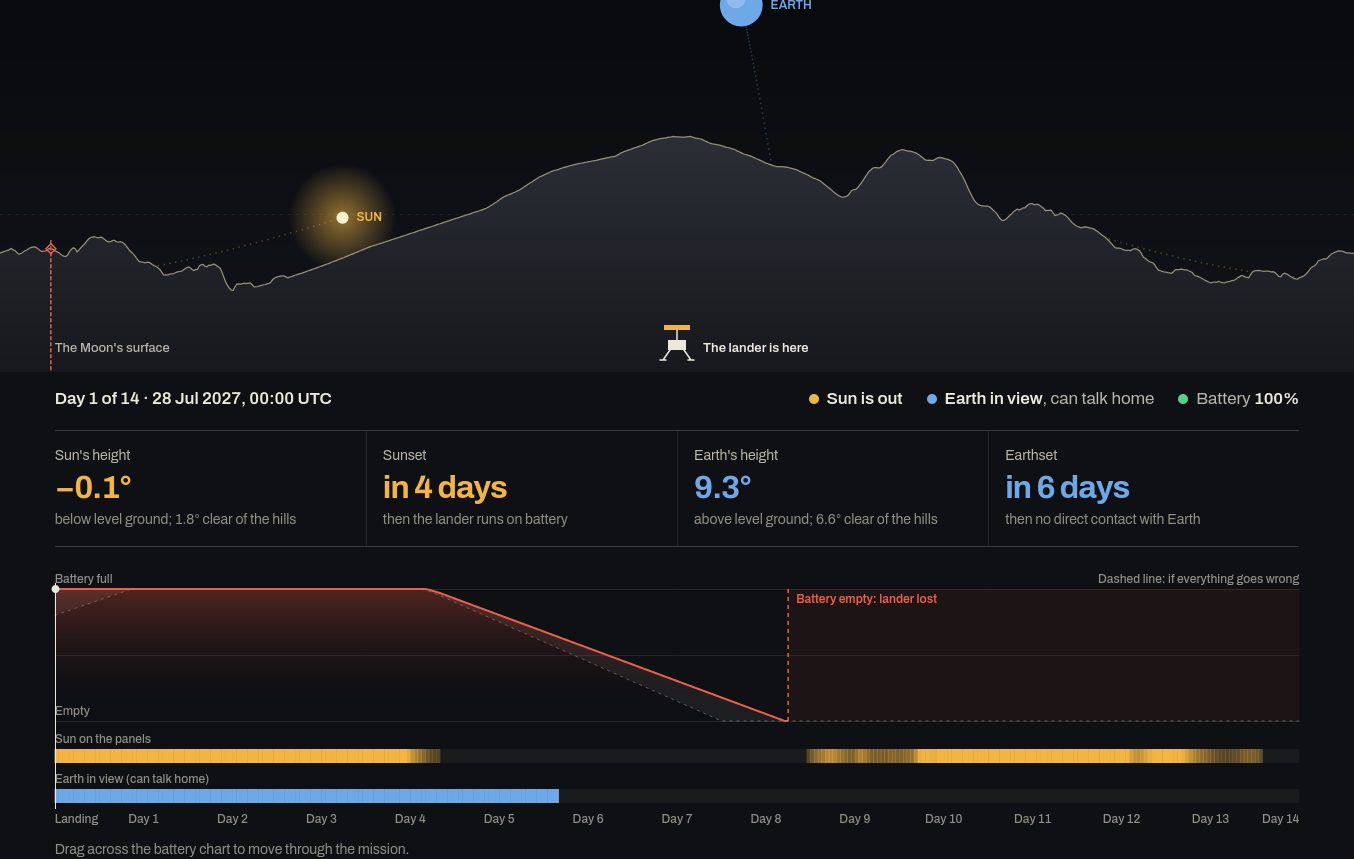 EARTH
SUN
The Moon's surface
The lander is here
Day 1 of 14 · 28 Jul 2027, 00:00 UTC
Sun is out
Earth in view, can talk home
Battery 100%
Sun's height
Sunset
Earth's height
Earthset
−0.1°
in 4 days
9.3°
in 6 days
below level ground; 1.8° clear of the hills
then the lander runs on battery
above level ground; 6.6° clear of the hills
then no direct contact with Earth
Battery full
Dashed line: if everything goes wrong
Battery empty: lander lost
Empty
Sun on the panels
Earth in view (can talk home)
Landing Day 1 Day 2 Day 3 Day 4 Day 5 Day 6 Day 7 Day 8 Day 9 Day 10 Day 11 Day 12 Day 13 Day 14
Drag across the battery chart to move through the mission.